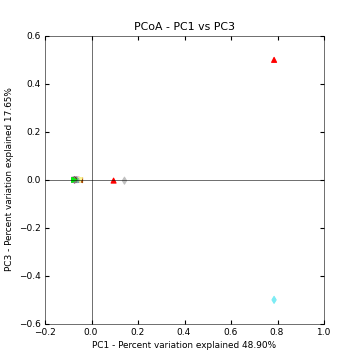 PCoA - PC1 vs PC3
0.6
0.4
0.2
0.0
−0.2
−0.4
−0.6
PC3 - Percent variation explained 17.65%
−0.2 0.0 0.2 0.4 0.6 0.8 1.0
PC1 - Percent variation explained 48.90%